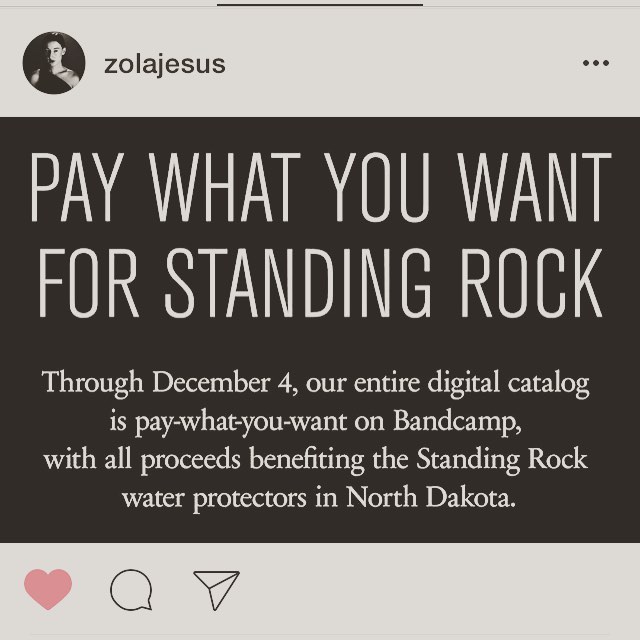 zolajesus
PAY WHAT YOU WANT
FOR STANDING ROCK
Through December 4, our entire digital catalog
is pay-what-you-want on Bandcamp,
with all proceeds benefiting the Standing Rock
water protectors in North Dakota.